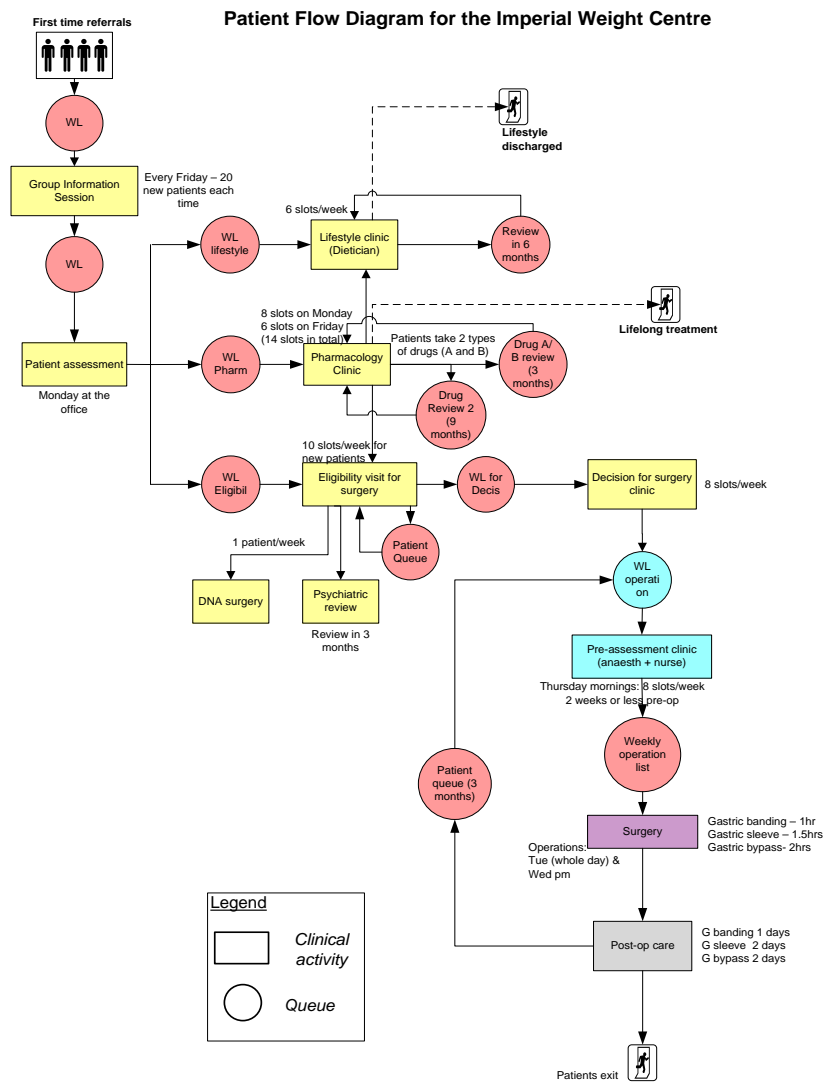 Patient Flow Diagram for the Imperial Weight Centre
First time referrals
WL
Group Information
Session
Every Friday – 20
new patients each
time
WL
Patient assessment
Monday at the
office
WL
lifestyle
6 slots/week
Lifestyle clinic
(Dietician)
Review
in 6
months
Lifestyle
discharged
WL
Pharm
8 slots on Monday
6 slots on Friday
(14 slots in total)
Pharmacology
Clinic
Patients take 2 types
of drugs (A and B)
Drug A/
B review
(3
months)
Lifelong treatment
Drug
Review 2
(9
months)
WL
Eligibil
10 slots/week for
new patients
Eligibility visit for
surgery
WL for
Decis
Decision for surgery
clinic
8 slots/week
Patient
Queue
1 patient/week
DNA surgery
Psychiatric
review
Review in 3
months
WL
operati
on
Pre-assessment clinic
(anaesth + nurse)
Thursday mornings: 8 slots/week
2 weeks or less pre-op
Patient
queue (3
months)
Weekly
operation
list
Surgery
Gastric banding – 1hr
Gastric sleeve – 1.5hrs
Gastric bypass- 2hrs
Operations:
Tue (whole day) &
Wed pm
Post-op care
G banding 1 days
G sleeve 2 days
G bypass 2 days
Patients exit
Legend
Clinical
activity
Queue